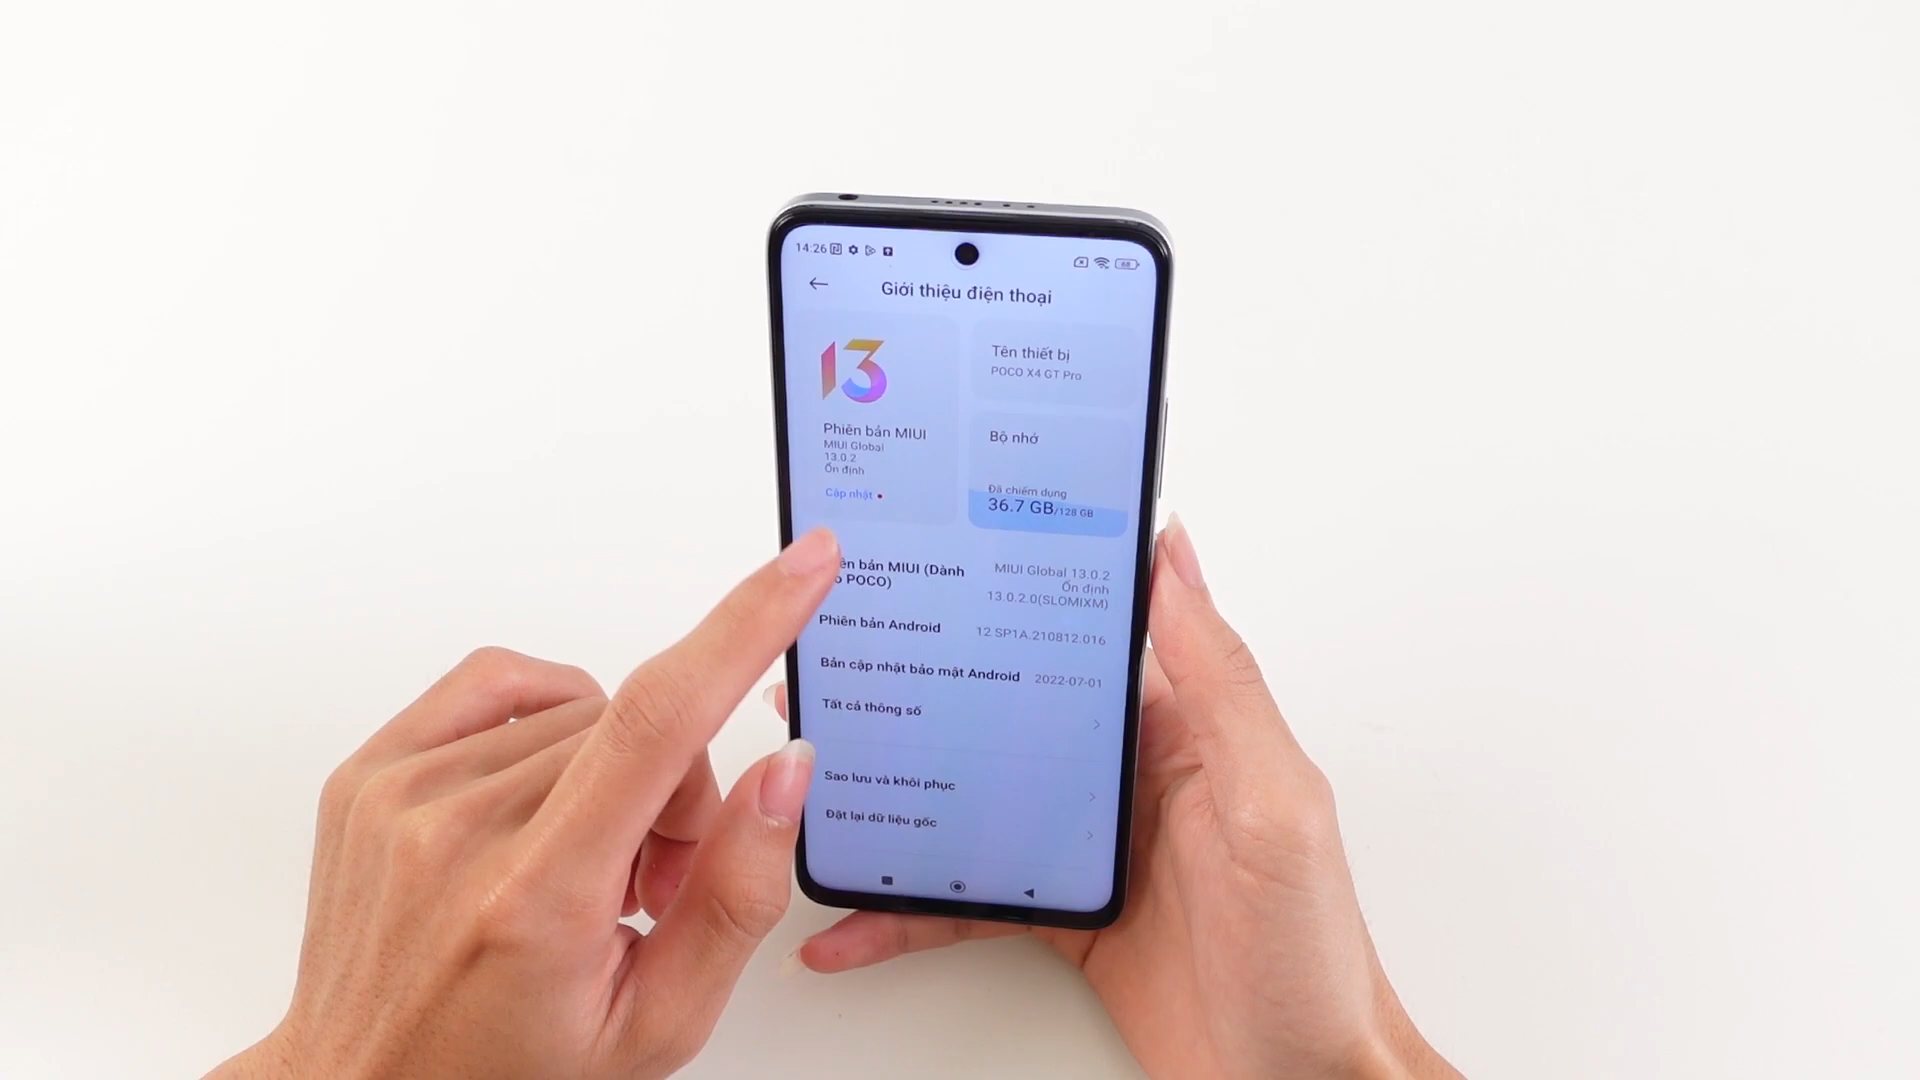 14:26
68
Giới thiệu điện thoại
13
Phiên bản MIUI
MIUI Global
13.0.2
Ổn định
Cập nhật
Tên thiết bị
POCO X4 GT Pro
Bộ nhớ
Đã chiếm dụng
36.7 GB/128 GB
ên bản MIUI (Dành
o POCO)
MIUI Global 13.0.2
Ổn định
13.0.2.0(SLOMIXM)
Phiên bản Android
12 SP1A.210812.016
Bản cập nhật bảo mật Android
2022-07-01
Tất cả thông số
Sao lưu và khôi phục
Đặt lại dữ liệu gốc